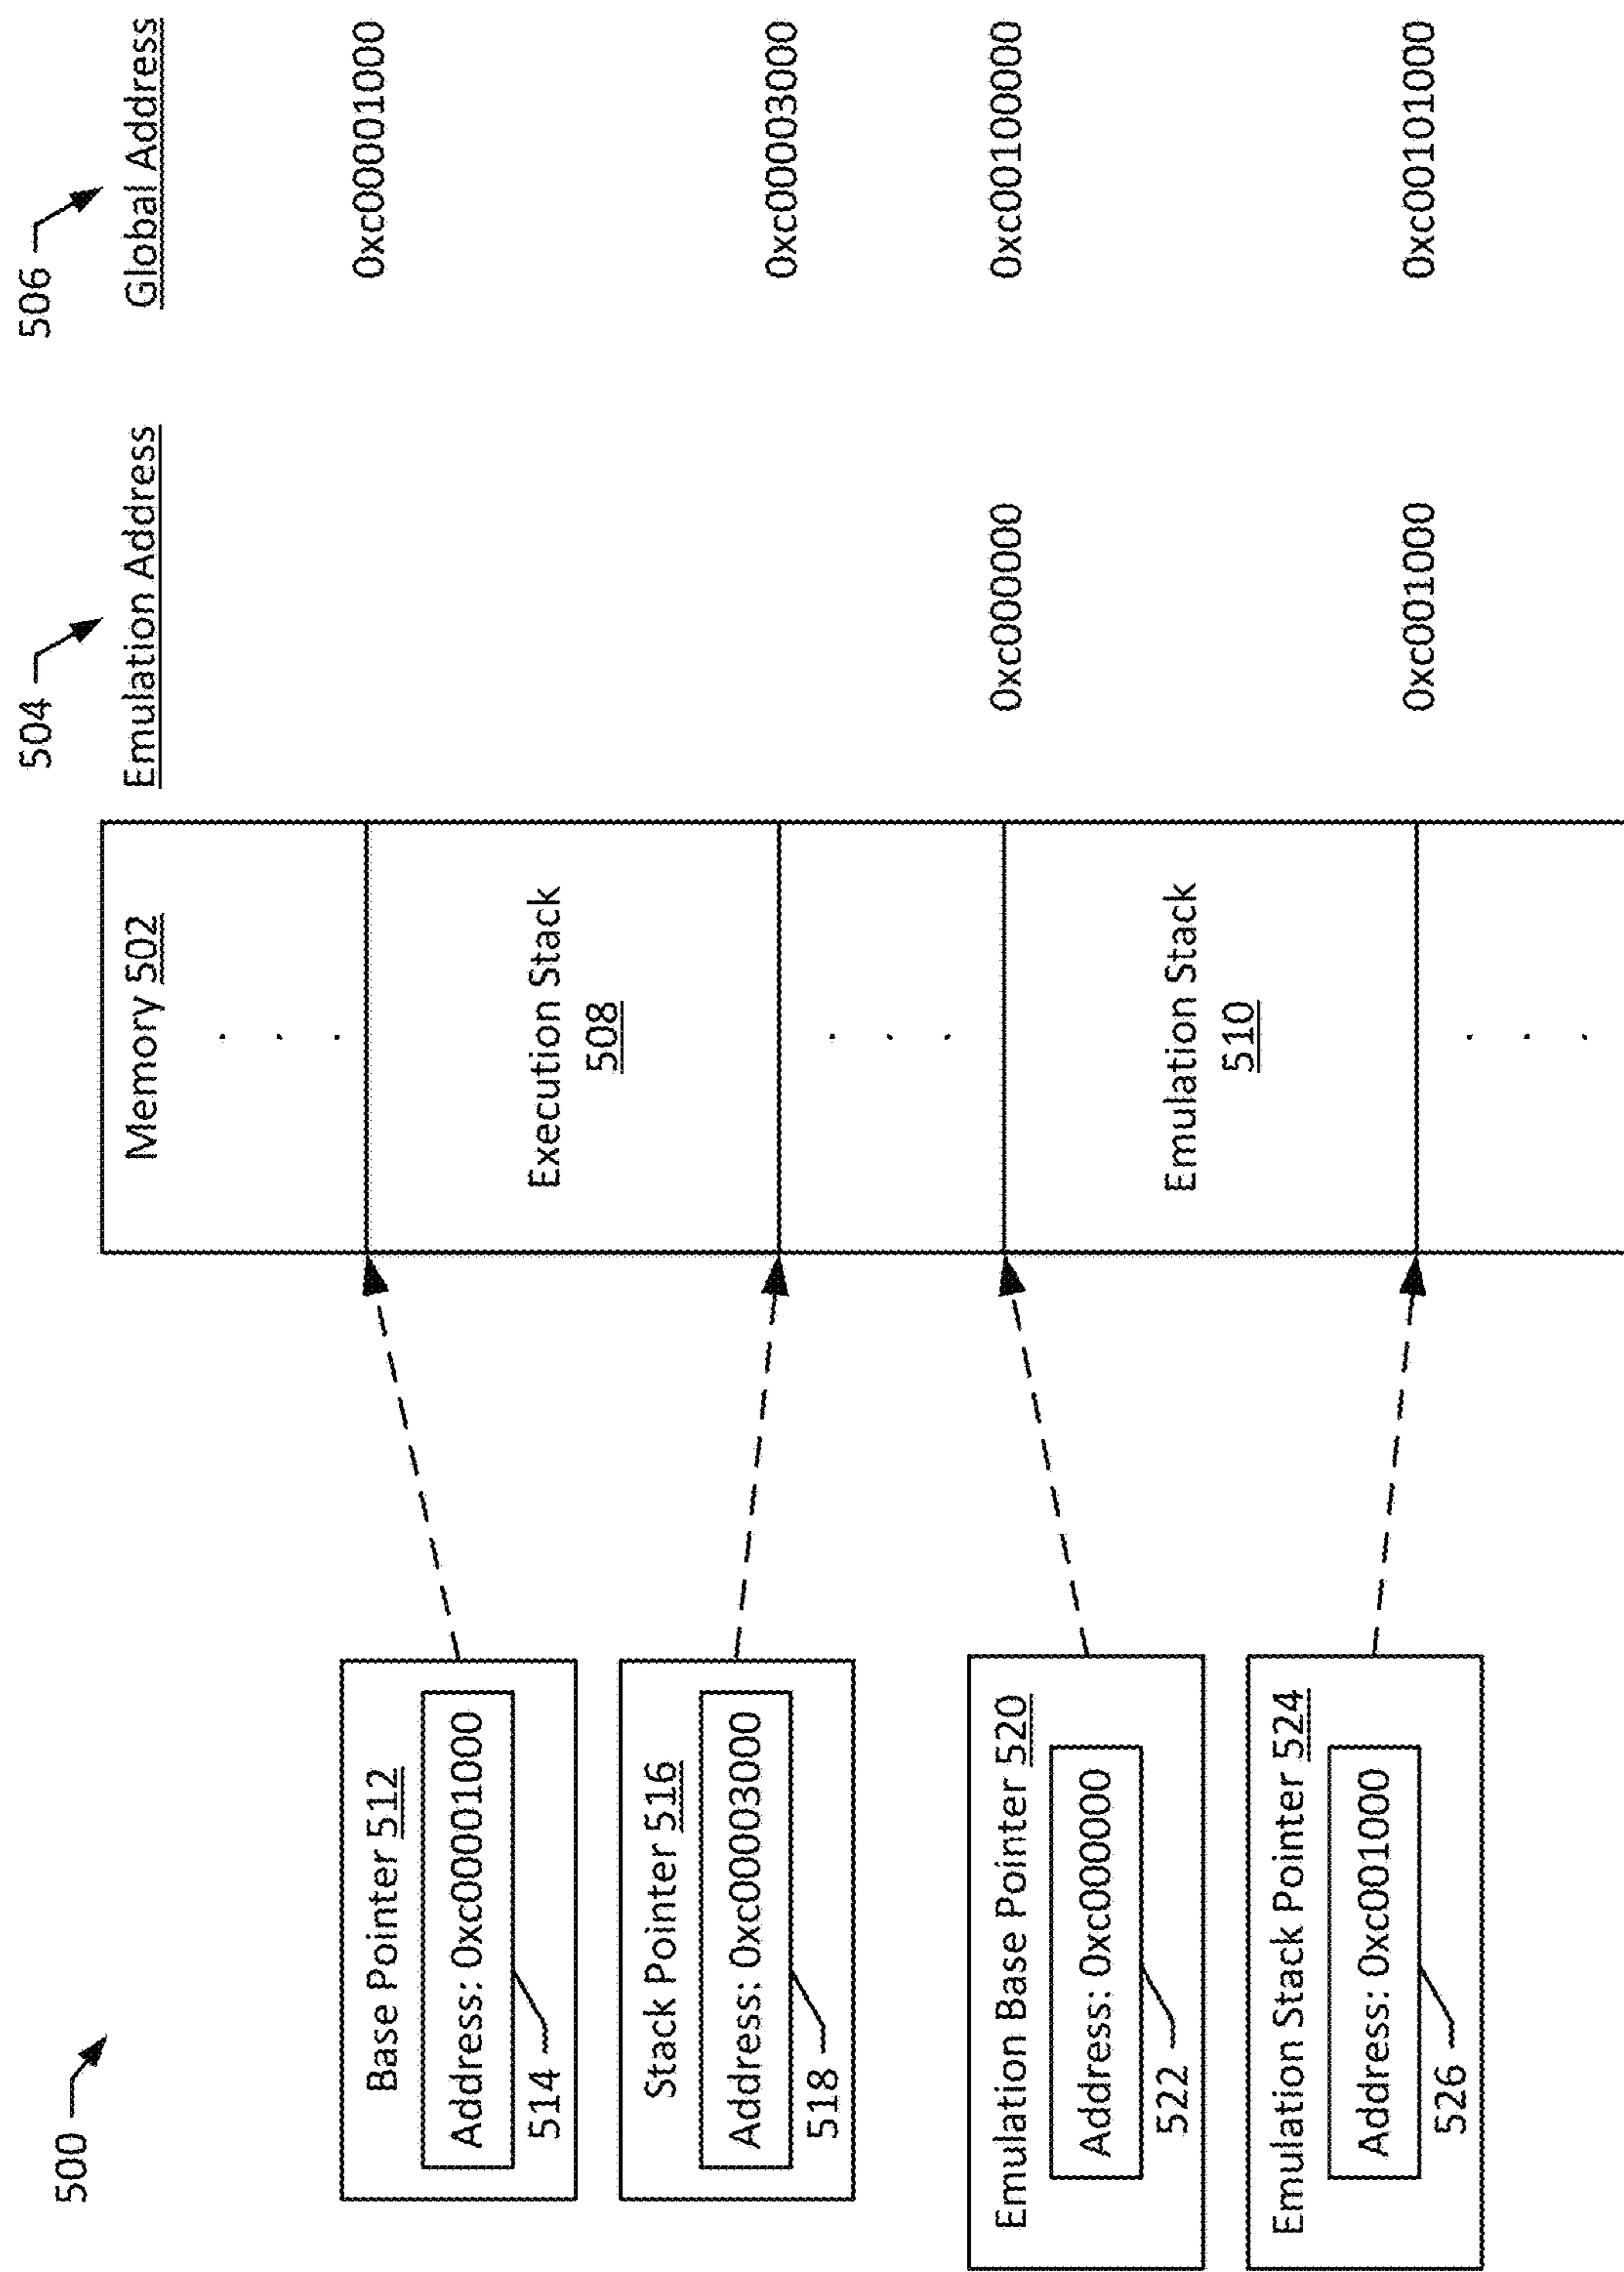 500
504
506
Memory 502
Emulation Address
Global Address
Base Pointer 512
Address: 0xc00001000
514
0xc00001000
Execution Stack
508
Stack Pointer 516
Address: 0xc00003000
518
0xc00003000
Emulation Base Pointer 520
Address: 0xc000000
522
0xc000000
0xc00100000
Emulation Stack
510
Emulation Stack Pointer 524
Address: 0xc001000
526
0xc001000
0xc00101000